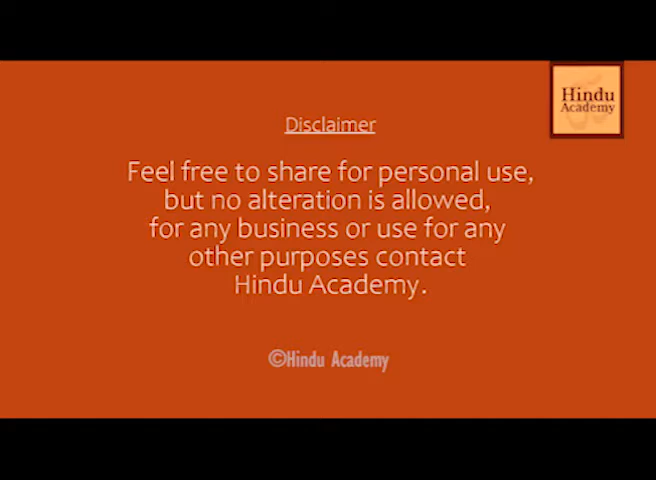 Hindu
Academy
Disclaimer
Feel free to share for personal use,
but no alteration is allowed,
for any business or use for any
other purposes contact
Hindu Academy.
©Hindu Academy